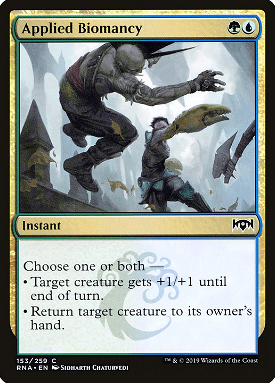 Applied Biomancy
Instant
Choose one or both —
• Target creature gets +1/+1 until
end of turn.
• Return target creature to its owner's
hand.
153/259 C
RNA • EN Sidharth Chaturvedi
™ & © 2019 Wizards of the Coast